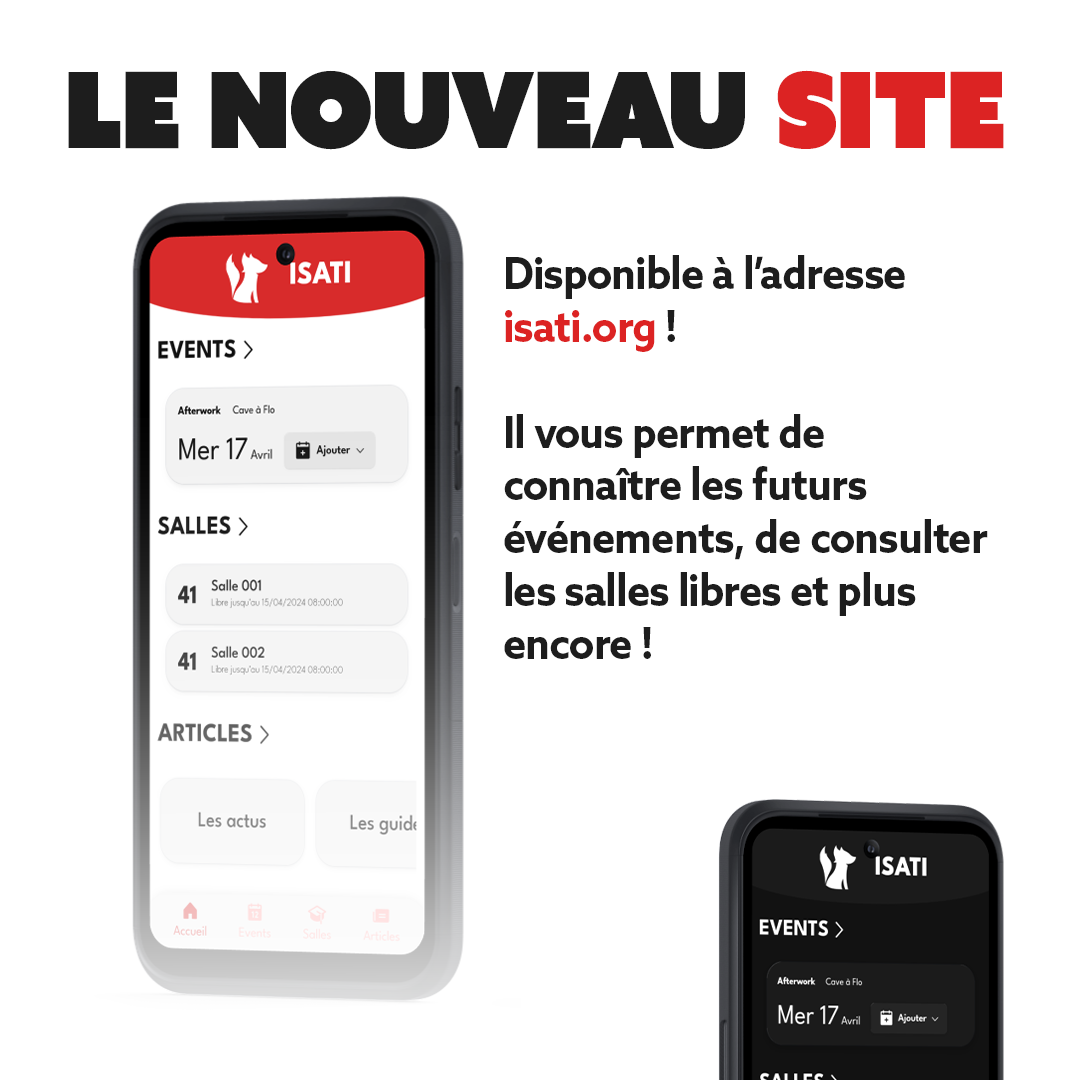 LE NOUVEAU SITE
ISATI
EVENTS
Afterwork Cave à Flo
Mer 17 Avril Ajouter
SALLES
41 Salle 001
Libre jusqu'au 15/04/2024 08:00:00
41 Salle 002
Libre jusqu'au 15/04/2024 08:00:00
ARTICLES
Les actus Les guide
Accueil Events Salles Articles
Disponible à l'adresse
isati.org !
Il vous permet de
connaître les futurs
événements, de consulter
les salles libres et plus
encore !
ISATI
EVENTS
Afterwork Cave à Flo
Mer 17 Avril Ajouter
SALLES